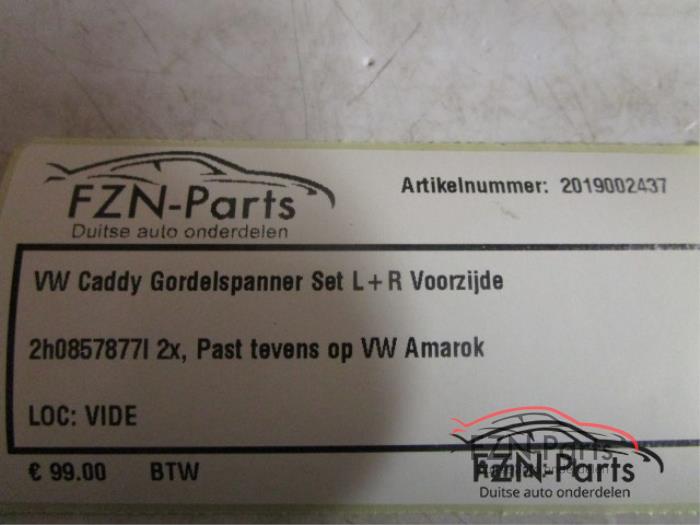 FZN-Parts
Duitse auto onderdelen
Artikelnummer: 2019002437
VW Caddy Gordelspanner Set L+R Voorzijde
2h0857877l 2x, Past tevens op VW Amarok
LOC: VIDE
€ 99.00 BTW
FZN-Parts
Duitse auto onderdelen